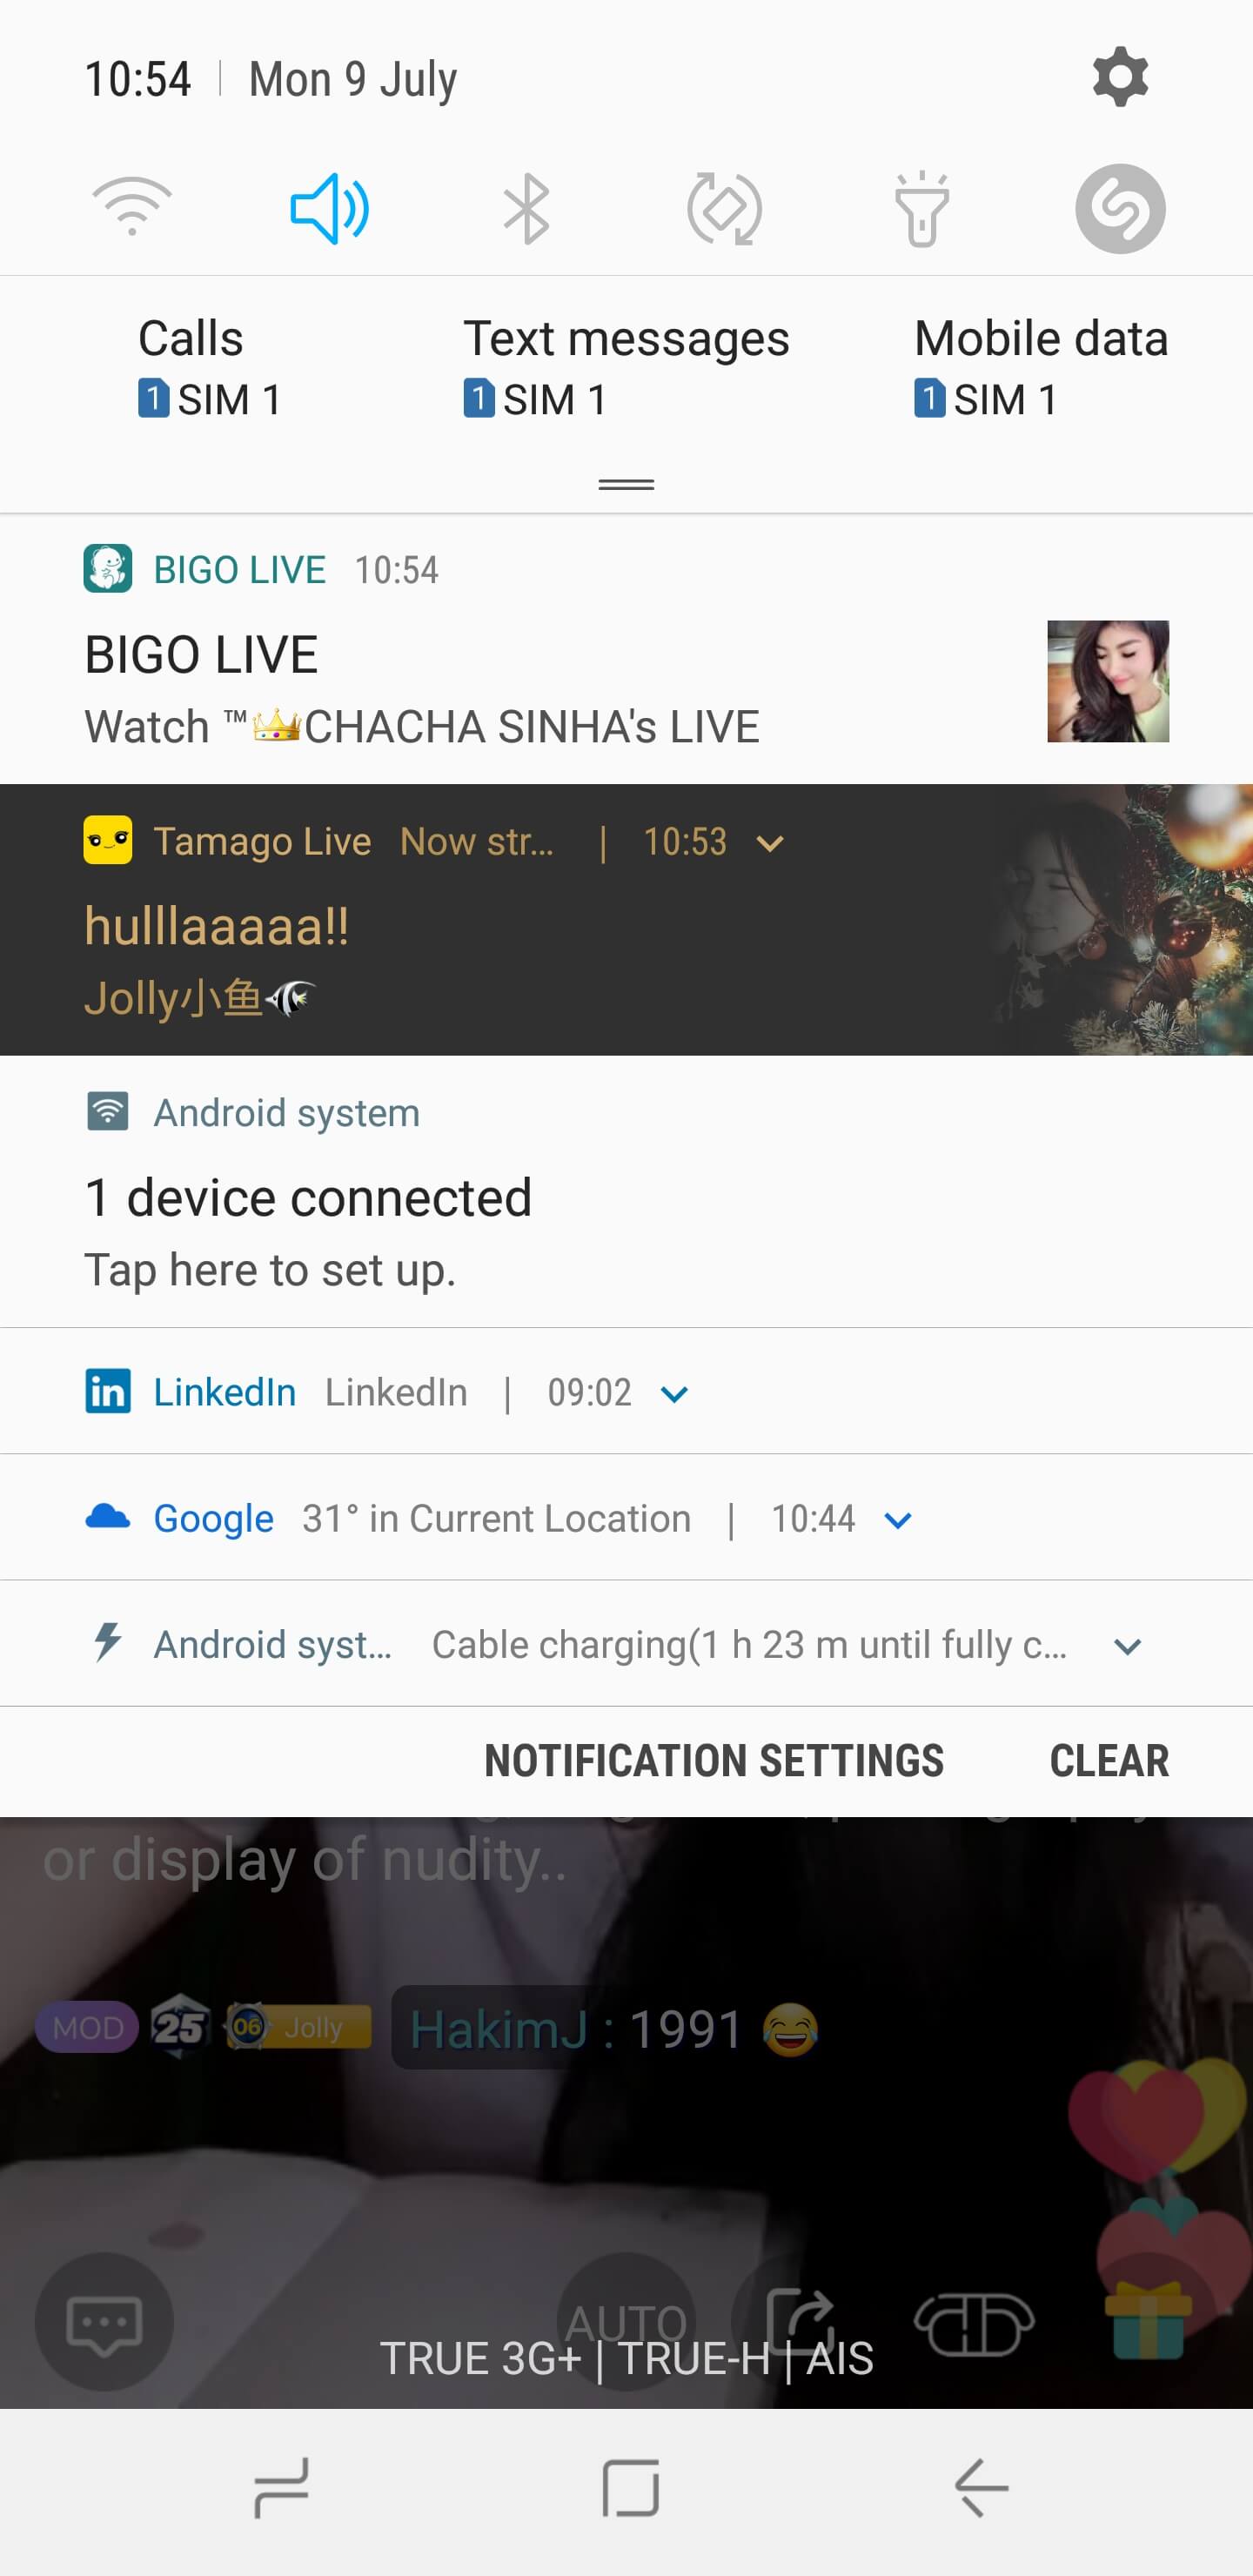 10:54 | Mon 9 July
Calls Text messages Mobile data
1 SIM 1 1 SIM 1 1 SIM 1
BIGO LIVE 10:54
BIGO LIVE
Watch ™👑CHACHA SINHA's LIVE
Tamago Live Now str... | 10:53
hulllaaaaa!!
Jolly小鱼🐠
Android system
1 device connected
Tap here to set up.
in LinkedIn LinkedIn | 09:02
Google 31° in Current Location | 10:44
Android syst... Cable charging(1 h 23 m until fully c...
NOTIFICATION SETTINGS CLEAR
or display of nudity..
MOD 25 06 Jolly HakimJ : 1991 😂
AUTO
TRUE 3G+ | TRUE-H | AIS